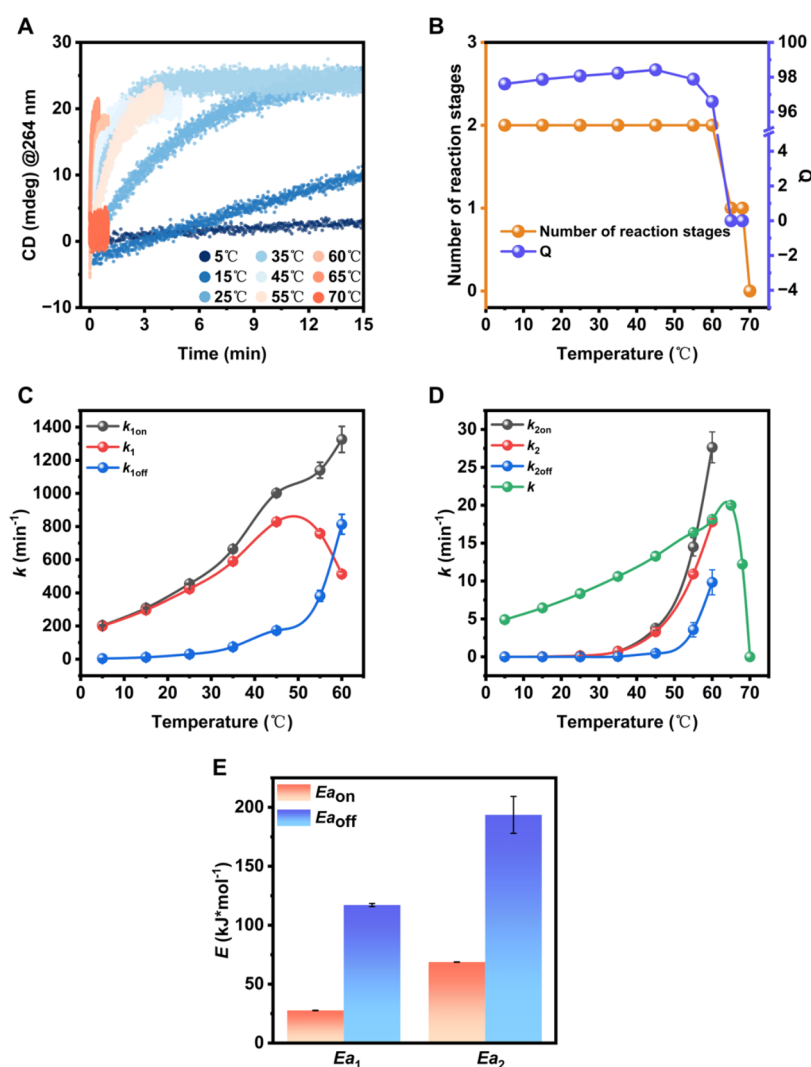 A
CD (mdeg) @264 nm
30
20
10
0
−10
5℃ 35℃ 60℃
15℃ 45℃ 65℃
25℃ 55℃ 70℃
0 3 6 9 12 15
Time (min)
B
Number of reaction stages
3
2
1
0
Number of reaction stages
Q
100
98
96
4
2
0
−2
−4
Q
0 10 20 30 40 50 60 70 80
Temperature (℃)
C
k (min⁻¹)
1400
1200
1000
800
600
400
200
0
k1on
k1
k1off
0 10 20 30 40 50 60
Temperature (℃)
D
k (min⁻¹)
30
25
20
15
10
5
0
k2on
k2
k2off
k
0 10 20 30 40 50 60 70
Temperature (℃)
E
E (kJ*mol⁻¹)
200
150
100
50
0
Eaon
Eaoff
Ea1 Ea2